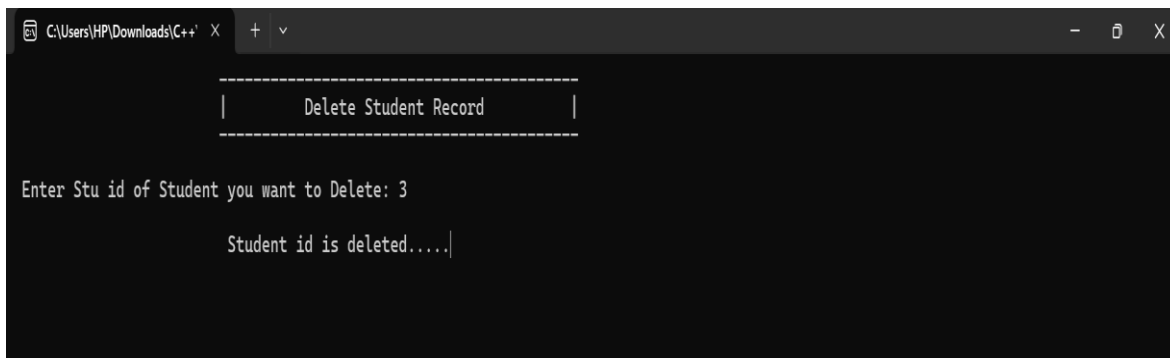 C:\Users\HP\Downloads\C++'
-----------------------------------------
| Delete Student Record |
-----------------------------------------
Enter Stu id of Student you want to Delete: 3
Student id is deleted.....